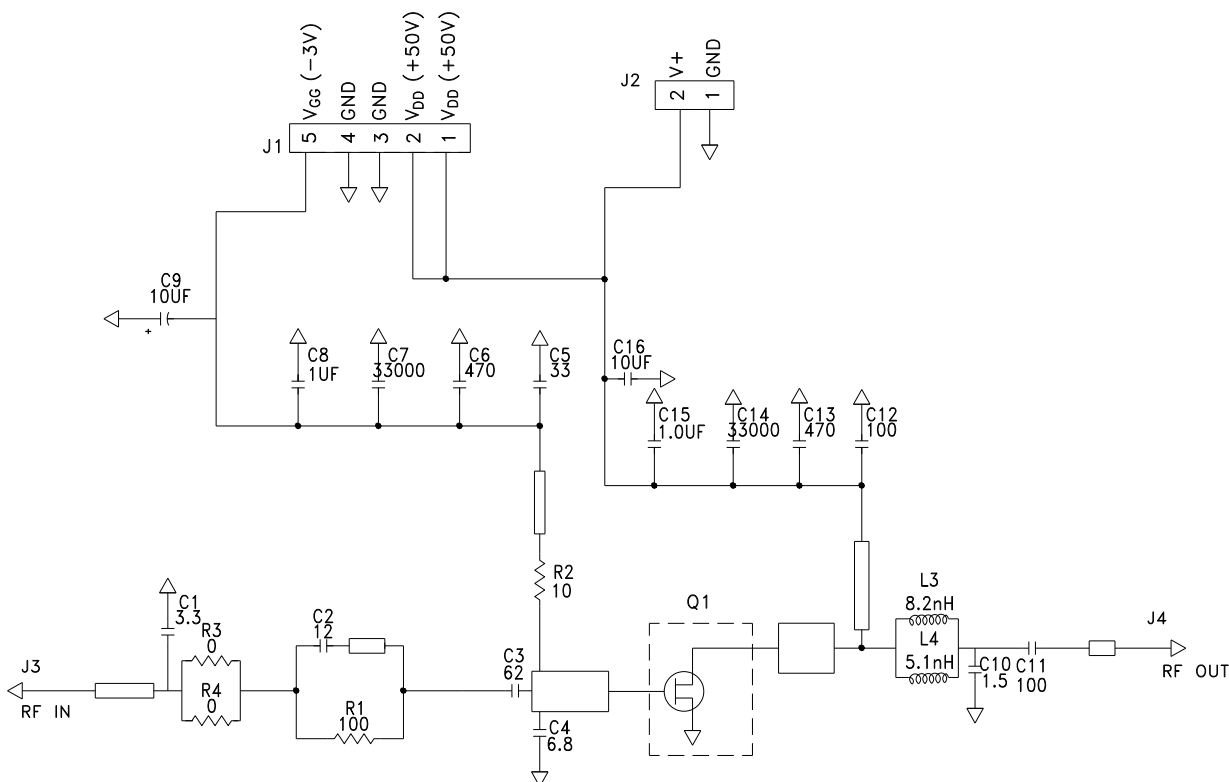 V_GG (-3V)
GND
GND
V_DD (+50V)
V_DD (+50V)
J1
5
4
3
2
1
J2
V+
GND
2
1
C9
10UF
+
C8
1UF
C7
33000
C6
470
C5
33
C16
10UF
C15
1.0UF
C14
33000
C13
470
C12
100
R2
10
C1
3.3
R3
0
R4
0
C2
12
R1
100
C3
62
C4
6.8
Q1
L3
8.2nH
L4
5.1nH
C10
1.5
C11
100
J3
RF IN
J4
RF OUT